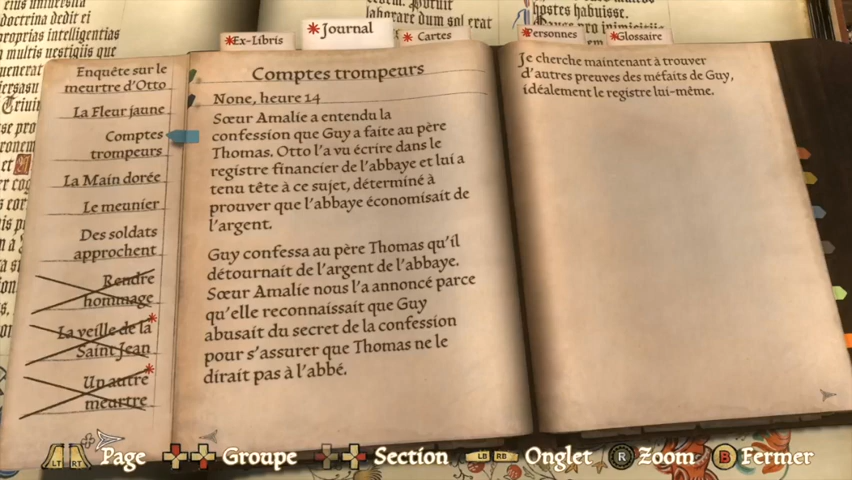 Ex-Libris
Journal
Cartes
Personnes
Glossaire
Enquête sur le
meurtre d'Otto
La Fleur jaune
Comptes
trompeurs
La Main dorée
Le meunier
Des soldats
approchent
Rendre
hommage
La veille de la
Saint Jean
Un autre
meurtre
Comptes trompeurs
None, heure 14
Sœur Amalie a entendu la
confession que Guy a faite au père
Thomas. Otto l'a vu écrire dans le
registre financier de l'abbaye et lui a
tenu tête à ce sujet, déterminé à
prouver que l'abbaye économisait de
l'argent.
Guy confessa au père Thomas qu'il
détournait de l'argent de l'abbaye.
Sœur Amalie nous l'a annoncé parce
qu'elle reconnaissait que Guy
abusait du secret de la confession
pour s'assurer que Thomas ne le
dirait pas à l'abbé.
Je cherche maintenant à trouver
d'autres preuves des méfaits de Guy,
idéalement le registre lui-même.
LT RT Page Groupe Section LB RB Onglet R Zoom B Fermer